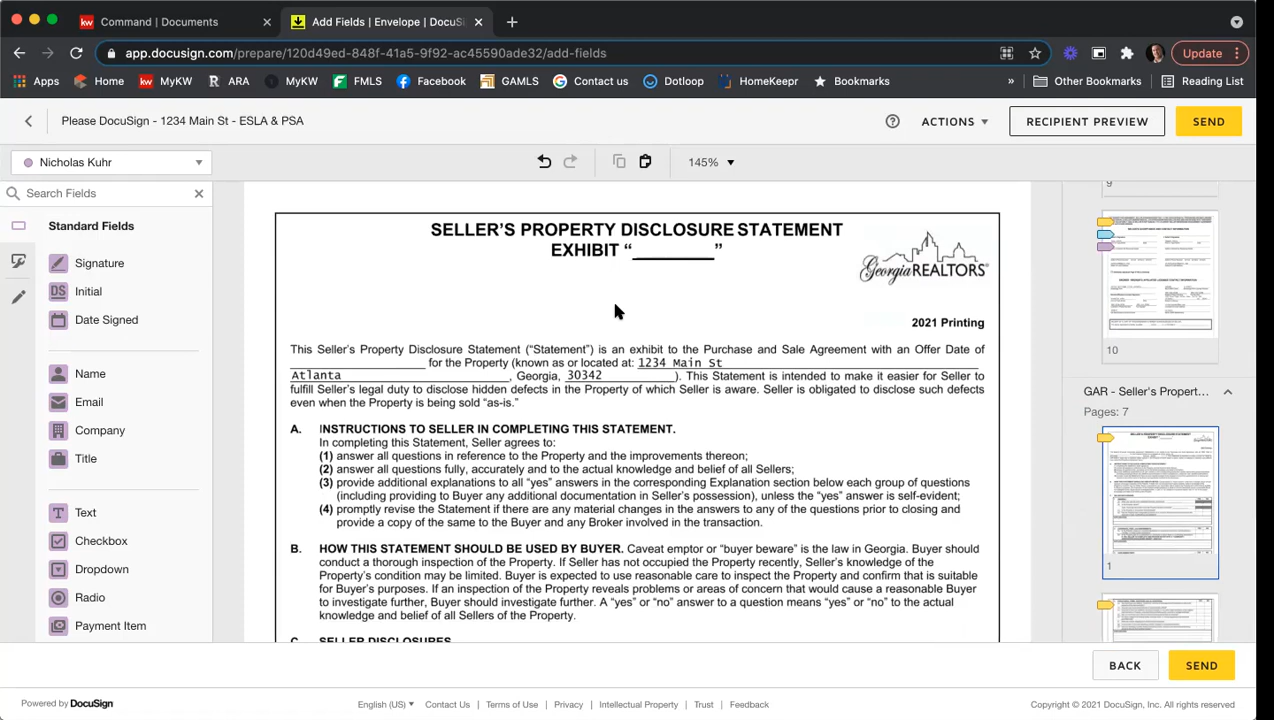 Command | Documents
Add Fields | Envelope | DocuSi
app.docusign.com/prepare/120d49ed-848f-41a5-9f92-ac45590ade32/add-fields
Update
Apps
Home
kw MyKW
R ARA
MyKW
FMLS
Facebook
GAMLS
Contact us
Dotloop
HomeKeepr
Bookmarks
»
Other Bookmarks
Reading List
Please DocuSign - 1234 Main St - ESLA & PSA
ACTIONS
RECIPIENT PREVIEW
SEND
Nicholas Kuhr
145%
Search Fields
Standard Fields
Signature
DS Initial
Date Signed
Name
Email
Company
Title
T Text
Checkbox
Dropdown
Radio
Payment Item
SELLER'S PROPERTY DISCLOSURE STATEMENT
EXHIBIT “_________”
Georgia REALTORS®
2021 Printing
This Seller's Property Disclosure Statement (“Statement”) is an exhibit to the Purchase and Sale Agreement with an Offer Date of
____________________ for the Property (known as or located at: 1234 Main St
Atlanta , Georgia, 30342 ). This Statement is intended to make it easier for Seller to
fulfill Seller's legal duty to disclose hidden defects in the Property of which Seller is aware. Seller is obligated to disclose such defects
even when the Property is being sold “as-is.”
A. INSTRUCTIONS TO SELLER IN COMPLETING THIS STATEMENT.
In completing this Statement, Seller agrees to:
(1) answer all questions in reference to the Property and the improvements thereon;
(2) answer all questions fully, accurately and to the actual knowledge and belief of all Sellers;
(3) provide additional explanations to all “yes” answers in the corresponding Explanation section below each group of questions
(including providing to Buyer any additional documentation in Seller's possession), unless the “yes” answer is self-evident;
(4) promptly revise the Statement if there are any material changes in the answers to any of the questions prior to closing and
provide a copy of the same to the Buyer and any Broker involved in the transaction.
B. HOW THIS STATEMENT SHOULD BE USED BY BUYER. Caveat emptor or “buyer beware” is the law in Georgia. Buyer should
conduct a thorough inspection of the Property. If Seller has not occupied the Property recently, Seller's knowledge of the
Property's condition may be limited. Buyer is expected to use reasonable care to inspect the Property and confirm that is suitable
for Buyer's purposes. If an inspection of the Property reveals problems or areas of concern that would cause a reasonable Buyer
to investigate further, Buyer should investigate further. A “yes” or “no” answer to a question means “yes” or “no” to the actual
knowledge and belief of all Sellers of the Property.
C. SELLER DISCLOSURES
9
10
GAR - Seller's Propert...
Pages: 7
1
BACK
SEND
Powered by DocuSign
English (US)
Contact Us
Terms of Use
Privacy
Intellectual Property
Trust
Feedback
Copyright © 2021 DocuSign, Inc. All rights reserved